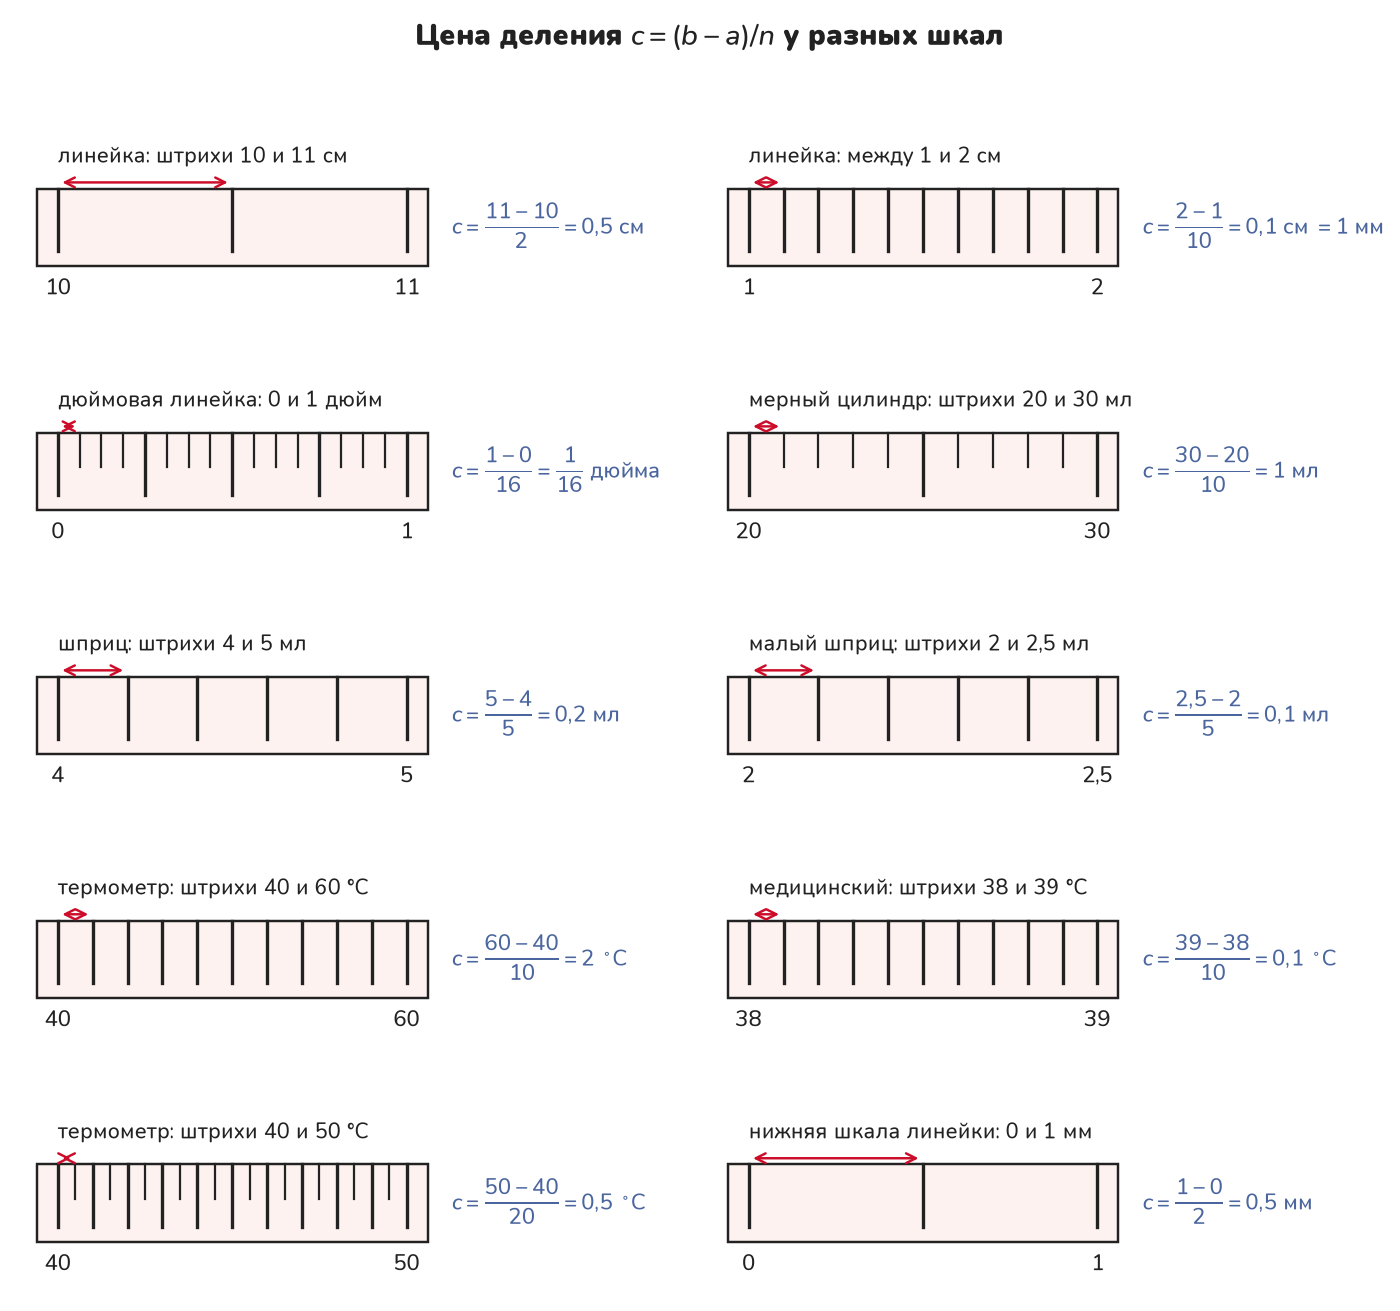 Цена деления c = (b – a)/n у разных шкал
линейка: штрихи 10 и 11 см
10 11
c = (11 – 10)/2 = 0,5 см
линейка: между 1 и 2 см
1 2
c = (2 – 1)/10 = 0,1 см = 1 мм
дюймовая линейка: 0 и 1 дюйм
0 1
c = (1 – 0)/16 = 1/16 дюйма
мерный цилиндр: штрихи 20 и 30 мл
20 30
c = (30 – 20)/10 = 1 мл
шприц: штрихи 4 и 5 мл
4 5
c = (5 – 4)/5 = 0,2 мл
малый шприц: штрихи 2 и 2,5 мл
2 2,5
c = (2,5 – 2)/5 = 0,1 мл
термометр: штрихи 40 и 60 °C
40 60
c = (60 – 40)/10 = 2 °C
медицинский: штрихи 38 и 39 °C
38 39
c = (39 – 38)/10 = 0,1 °C
термометр: штрихи 40 и 50 °C
40 50
c = (50 – 40)/20 = 0,5 °C
нижняя шкала линейки: 0 и 1 мм
0 1
c = (1 – 0)/2 = 0,5 мм